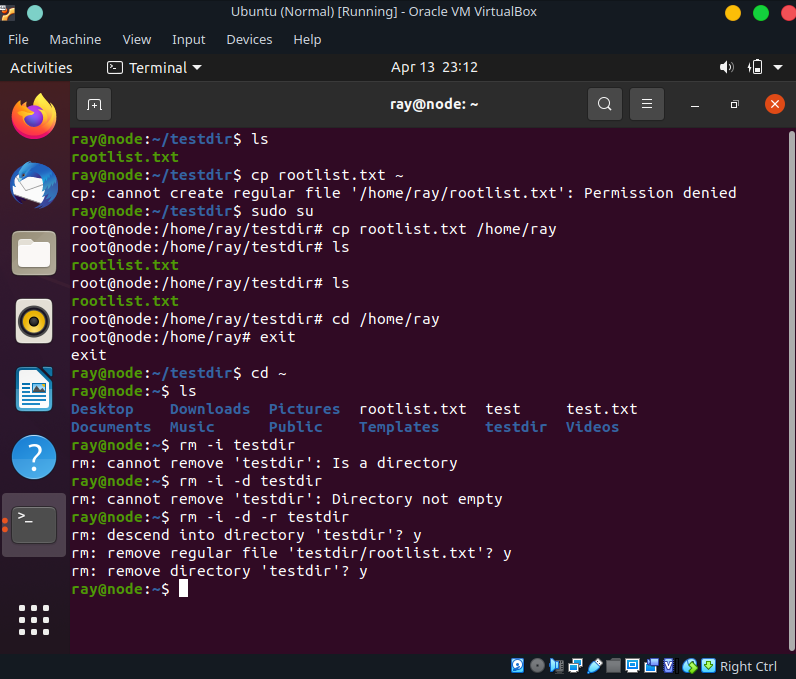 Ubuntu (Normal) [Running] - Oracle VM VirtualBox
File Machine View Input Devices Help
Activities Terminal Apr 13 23:12
ray@node: ~
ray@node:~/testdir$ ls
rootlist.txt
ray@node:~/testdir$ cp rootlist.txt ~
cp: cannot create regular file '/home/ray/rootlist.txt': Permission denied
ray@node:~/testdir$ sudo su
root@node:/home/ray/testdir# cp rootlist.txt /home/ray
root@node:/home/ray/testdir# ls
rootlist.txt
root@node:/home/ray/testdir# ls
rootlist.txt
root@node:/home/ray/testdir# cd /home/ray
root@node:/home/ray# exit
exit
ray@node:~/testdir$ cd ~
ray@node:~$ ls
Desktop Downloads Pictures rootlist.txt test test.txt
Documents Music Public Templates testdir Videos
ray@node:~$ rm -i testdir
rm: cannot remove 'testdir': Is a directory
ray@node:~$ rm -i -d testdir
rm: cannot remove 'testdir': Directory not empty
ray@node:~$ rm -i -d -r testdir
rm: descend into directory 'testdir'? y
rm: remove regular file 'testdir/rootlist.txt'? y
rm: remove directory 'testdir'? y
ray@node:~$
Right Ctrl